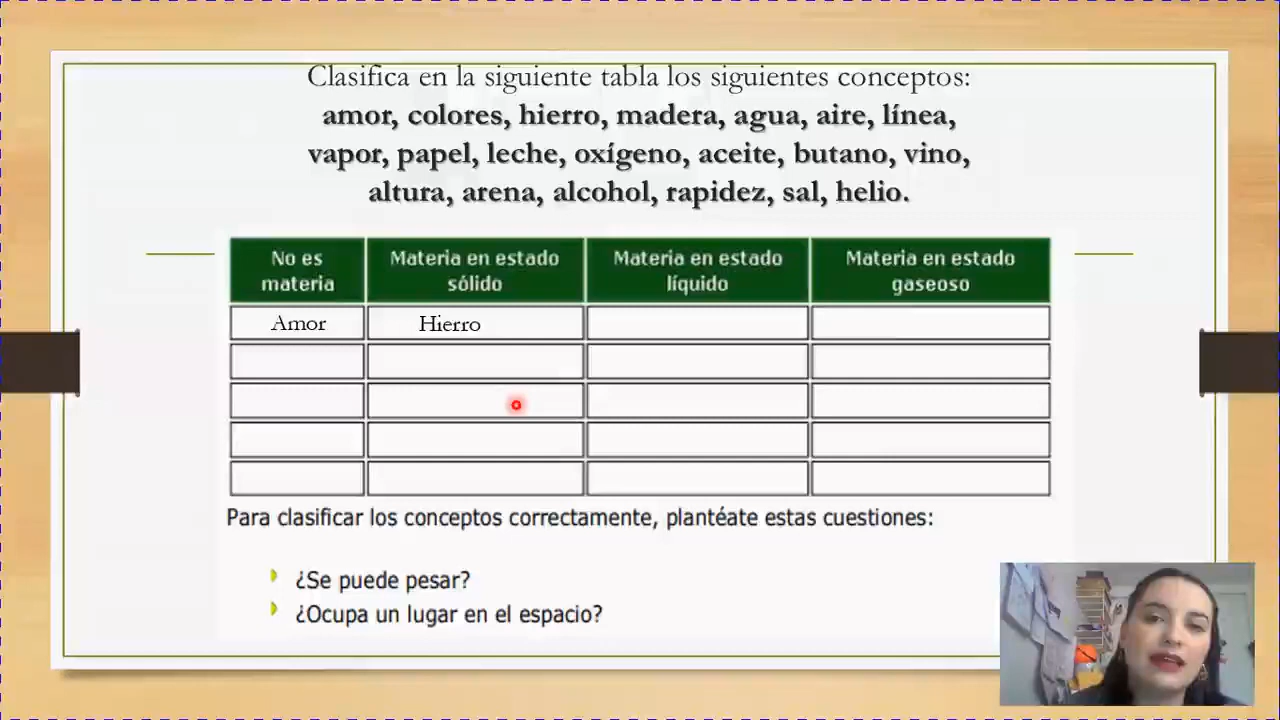 Clasifica en la siguiente tabla los siguientes conceptos:
amor, colores, hierro, madera, agua, aire, línea,
vapor, papel, leche, oxígeno, aceite, butano, vino,
altura, arena, alcohol, rapidez, sal, helio.
No es materia
Materia en estado sólido
Materia en estado líquido
Materia en estado gaseoso
Amor
Hierro
Para clasificar los conceptos correctamente, plantéate estas cuestiones:
¿Se puede pesar?
¿Ocupa un lugar en el espacio?